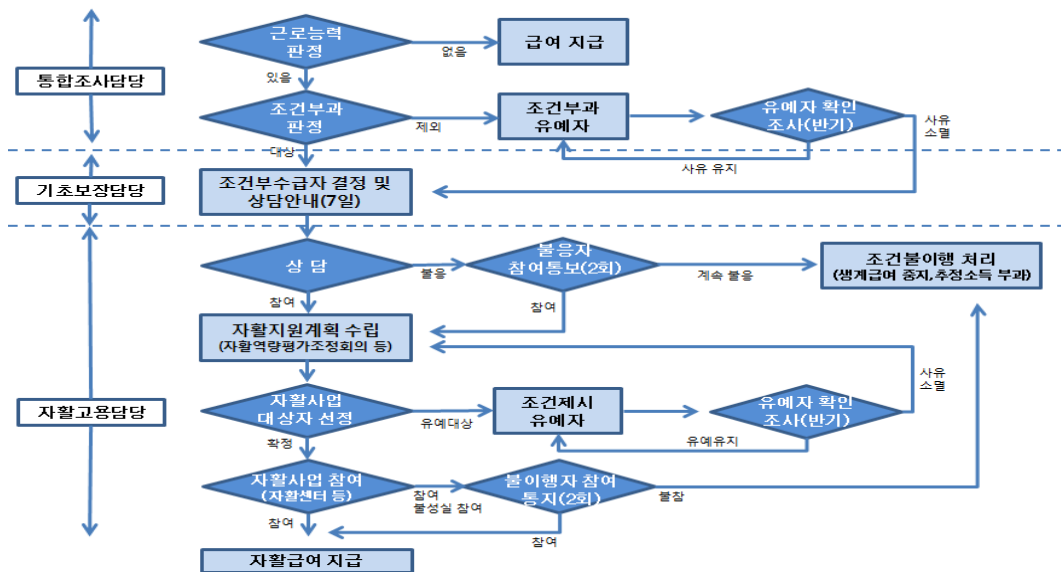 근로능력
판정
없음
급여 지급
있음
통합조사담당
조건부과
판정
제외
조건부과
유예자
유예자 확인
조사(반기)
사유
소멸
대상
사유 유지
기초보장담당
조건부수급자 결정 및
상담안내(7일)
상 담
불응
불응자
참여통보(2회)
계속 불응
조건불이행 처리
(생계급여 중지,추정소득 부과)
참여
참여
자활지원계획 수립
(자활역량평가조정회의 등)
사유
소멸
자활고용담당
자활사업
대상자 선정
유예대상
조건제시
유예자
유예자 확인
조사(반기)
확정
유예유지
자활사업 참여
(자활센터 등)
참여
불성실 참여
불이행자 참여
통지(2회)
불참
참여
참여
자활급여 지급